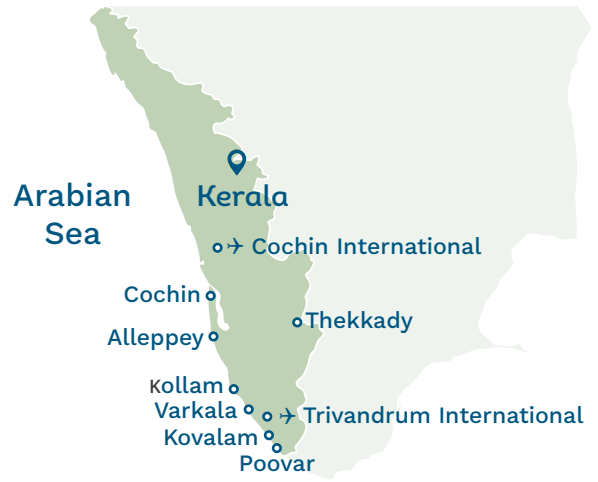 Arabian
Sea
Kerala
Cochin International
Cochin
Thekkady
Alleppey
Kollam
Varkala
Trivandrum International
Kovalam
Poovar